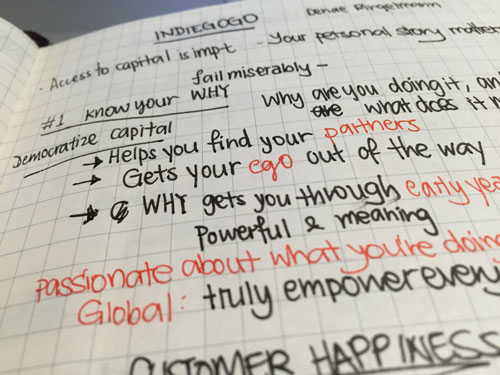 INDIEGOGO Danae Ringelmann
· Access to capital is impt - Your personal story matter
fail miserably -
#1 Know your WHY why are you doing it, an
Democratize capital are what does it
→ Helps you find your partners
→ Gets your ego out of the way
→ WHY gets you through early yea
Powerful & meaning
passionate about what you're doing
Global: truly empower every
CUSTOMER HAPPINESS